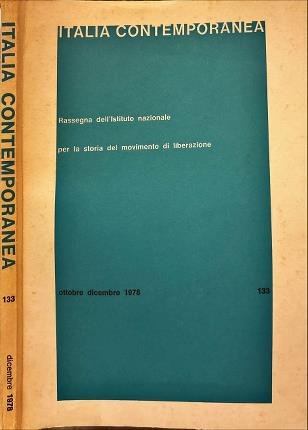 ITALIA CONTEMPORANEA
133
dicembre 1978
ITALIA CONTEMPORANEA
Rassegna dell'Istituto nazionale
per la storia del movimento di liberazione
ottobre dicembre 1978
133